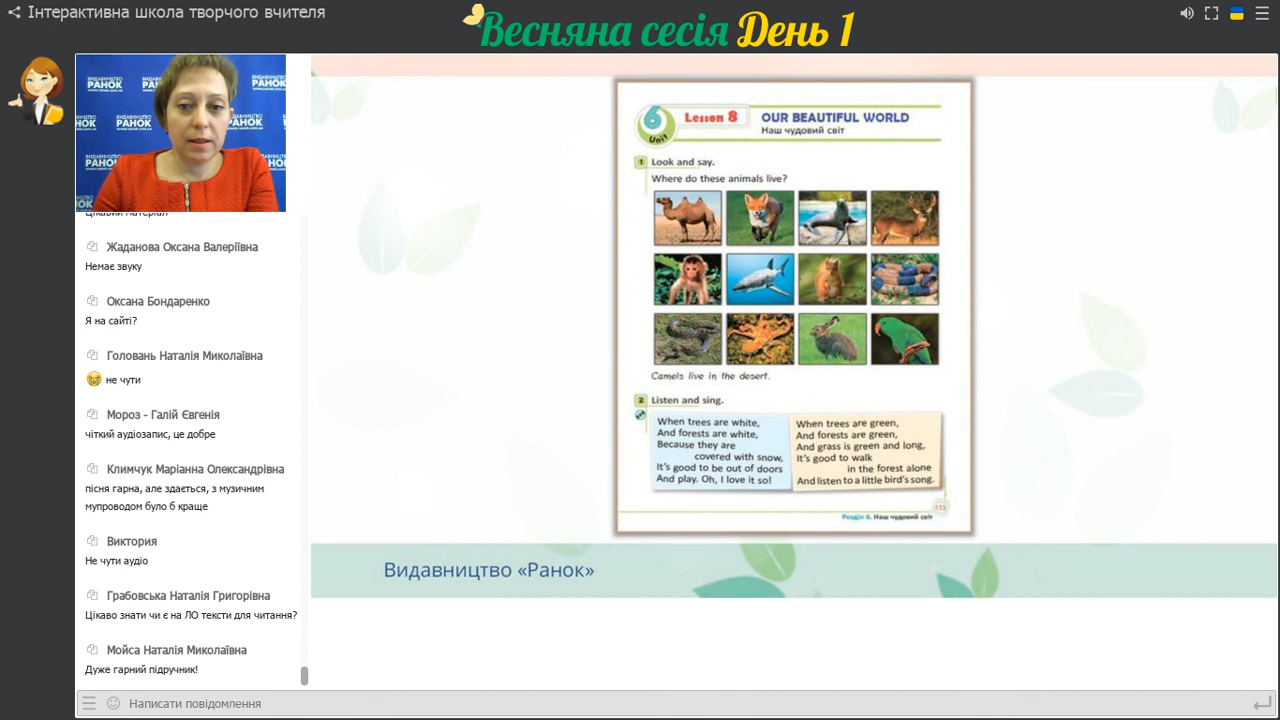 Інтерактивна школа творчого вчителя
Весняна сесія День 1
ВИДАВНИЦТВО
РАНОК
Цікавий матеріал
Жаданова Оксана Валеріївна
Немає звуку
Оксана Бондаренко
Я на сайті?
Головань Наталія Миколаївна
не чути
Мороз - Галій Євгенія
чіткий аудіозапис, це добре
Климчук Маріанна Олександрівна
пісня гарна, але здається, з музичним
мупроводом було б краще
Виктория
Не чути аудіо
Грабовська Наталія Григорівна
Цікаво знати чи є на ЛО тексти для читання?
Мойса Наталія Миколаївна
Дуже гарний підручник!
Написати повідомлення
6
Unit
Lesson 8
OUR BEAUTIFUL WORLD
Наш чудовий світ
1 Look and say.
Where do these animals live?
Camels live in the desert.
2 Listen and sing.
When trees are white,
And forests are white,
Because they are
covered with snow,
It's good to be out of doors
And play. Oh, I love it so!
When trees are green,
And forests are green,
And grass is green and long,
It's good to walk
in the forest alone
And listen to a little bird's song.
Розділ 6. Наш чудовий світ
Видавництво «Ранок»